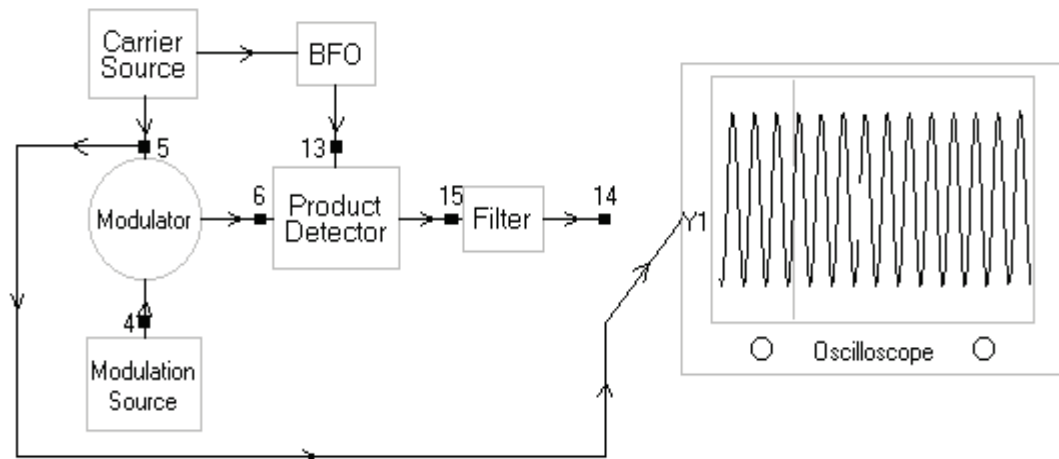 Carrier
Source
BFO
5
13
6
15
14
Modulator
Product
Detector
Filter
Y1
4
Modulation
Source
Oscilloscope